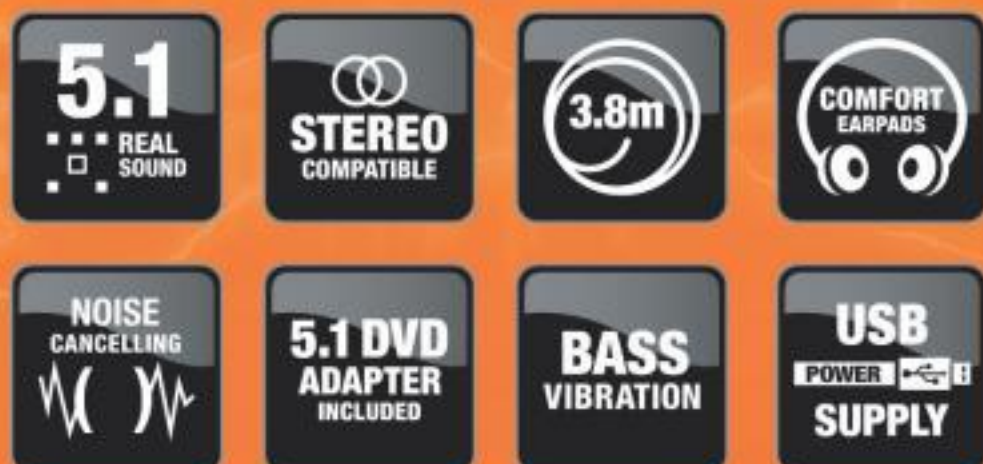 5.1
REAL
SOUND
STEREO
COMPATIBLE
3.8m
COMFORT
EARPADS
NOISE
CANCELLING
5.1 DVD
ADAPTER
INCLUDED
BASS
VIBRATION
USB
POWER
SUPPLY